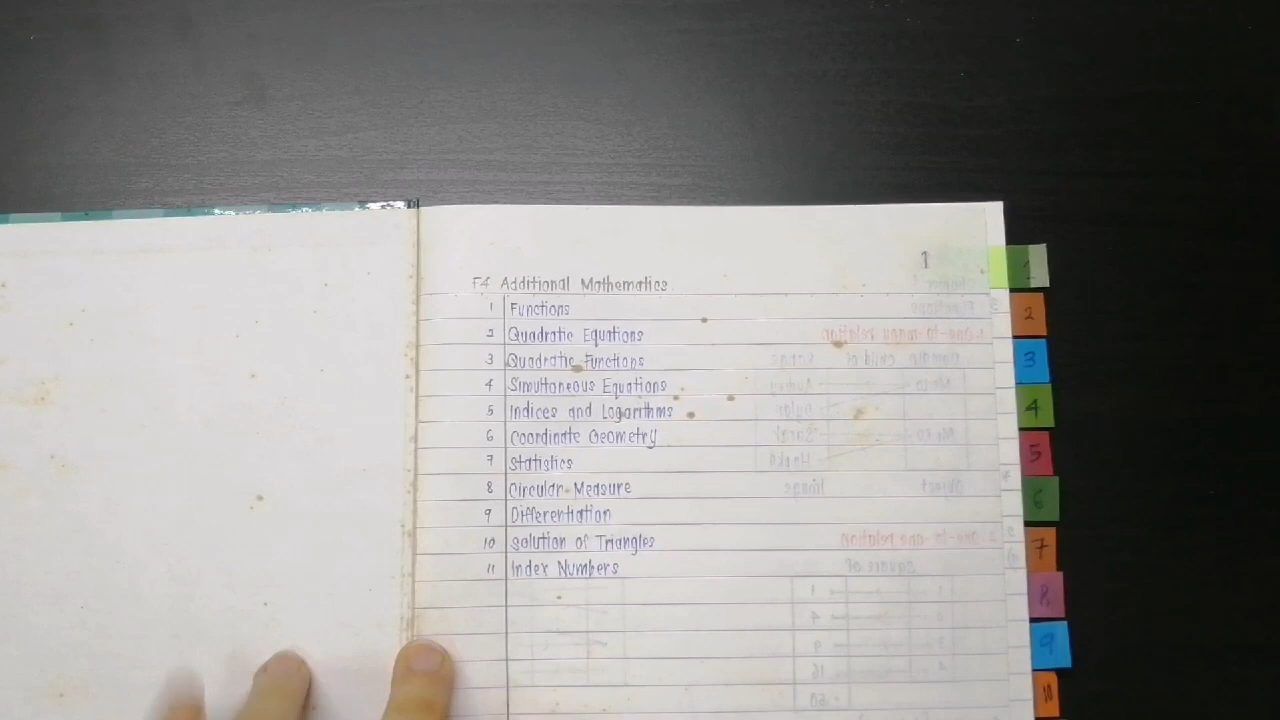 1
F4 Additional Mathematics
1 Functions
2 Quadratic Equations
3 Quadratic Functions
4 Simultaneous Equations
5 Indices and Logarithms
6 Coordinate Geometry
7 Statistics
8 Circular Measure
9 Differentiation
10 Solution of Triangles
11 Index Numbers
1
2
3
4
5
6
7
8
9
10